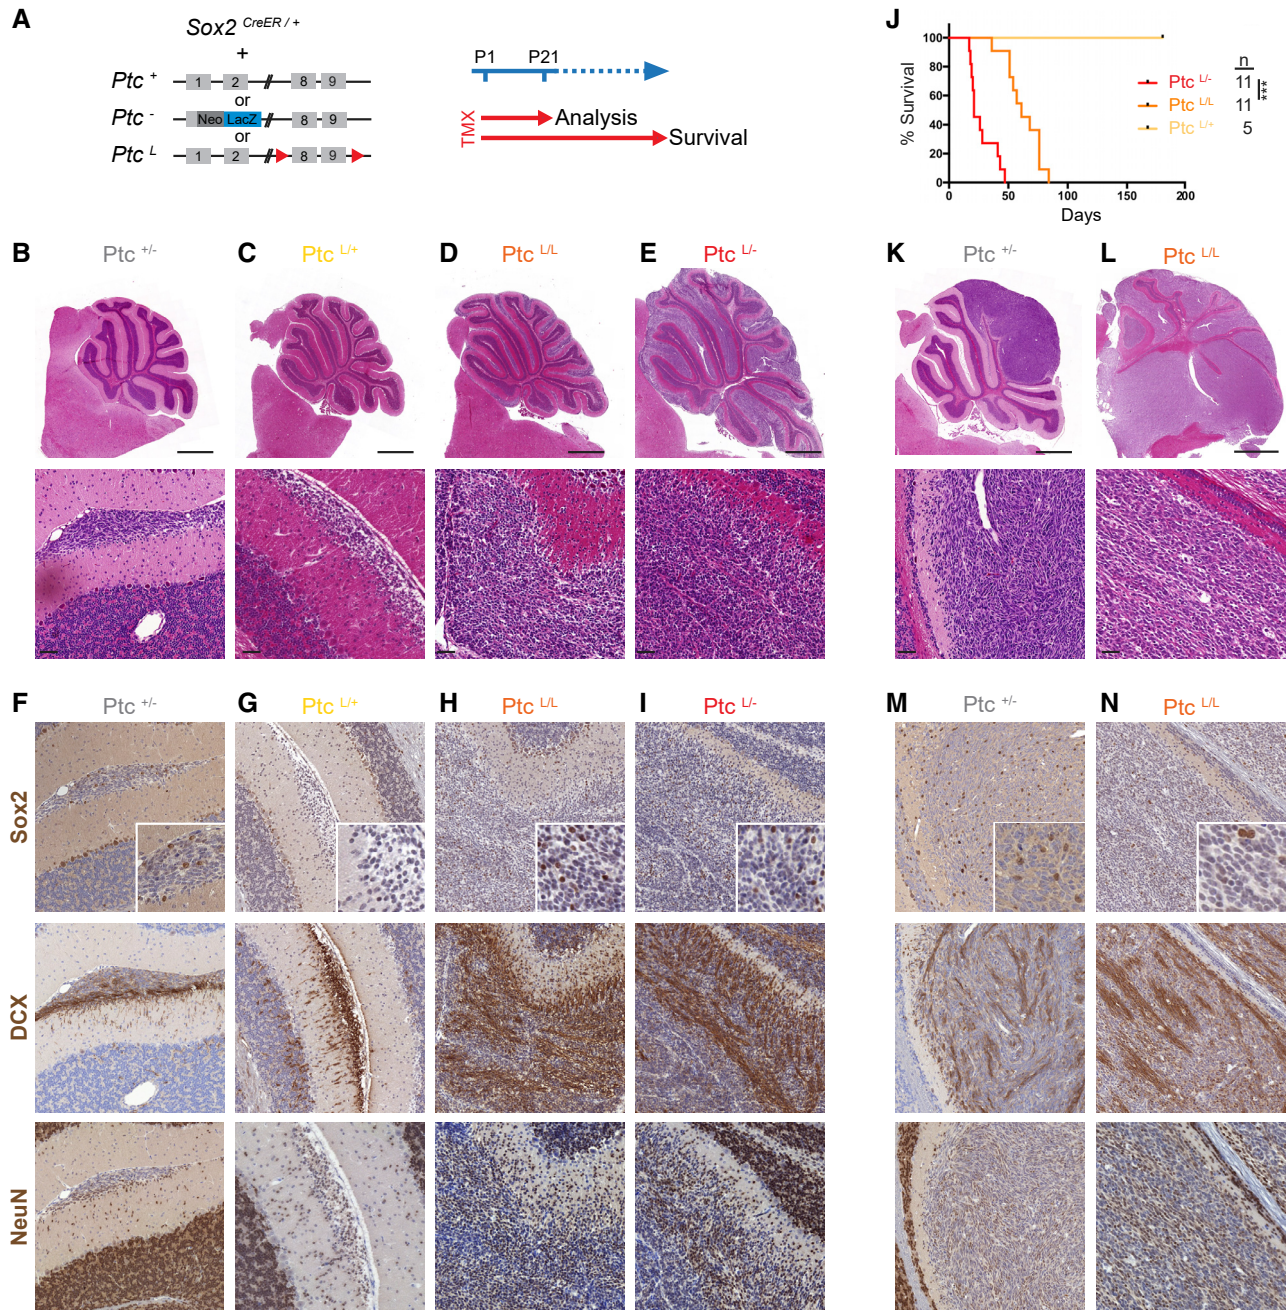 A
Sox2 CreER / +
+
Ptc + 1 2 8 9
or
Ptc - Neo LacZ 8 9
or
Ptc L 1 2 8 9
P1 P21
TMX
Analysis
Survival
J
% Survival
100
80
60
40
20
0
0 50 100 150 200
Days
n
Ptc L/- 11
***
Ptc L/L 11
Ptc L/+ 5
B Ptc +/-
C Ptc L/+
D Ptc L/L
E Ptc L/-
K Ptc +/-
L Ptc L/L
F Ptc +/-
G Ptc L/+
H Ptc L/L
I Ptc L/-
M Ptc +/-
N Ptc L/L
Sox2
DCX
NeuN